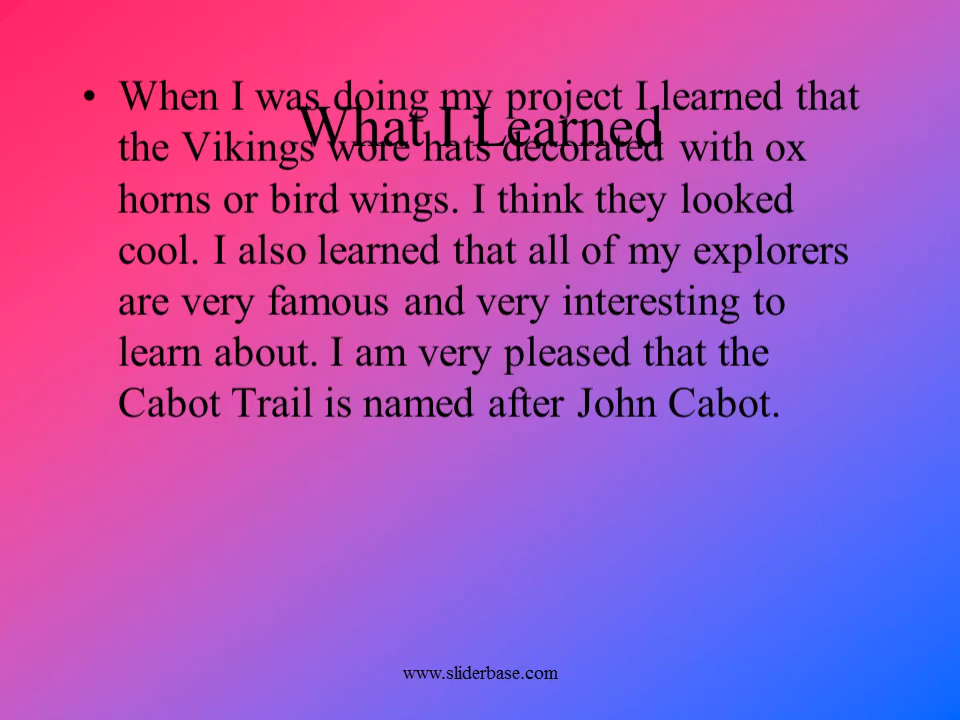 What I Learned
• When I was doing my project I learned that
the Vikings wore hats decorated with ox
horns or bird wings. I think they looked
cool. I also learned that all of my explorers
are very famous and very interesting to
learn about. I am very pleased that the
Cabot Trail is named after John Cabot.
www.sliderbase.com